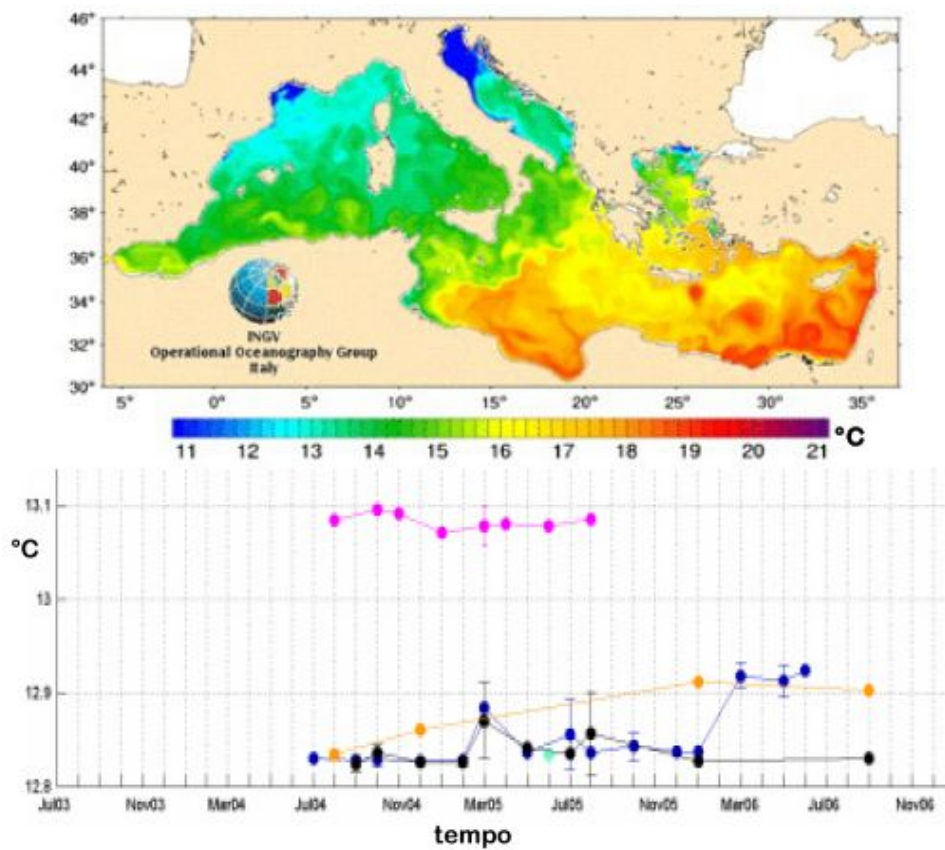 46°
44°
42°
40°
38°
36°
34°
32°
30°
INGV
Operational Oceanography Group
Italy
5° 0° 5° 10° 15° 20° 25° 30° 35°
°C
11 12 13 14 15 16 17 18 19 20 21
13.1
°C
13
12.9
12.8
Jul03 Nov03 Mar04 Jul04 Nov04 Mar05 Jul05 Nov05 Mar06 Jul06 Nov06
tempo